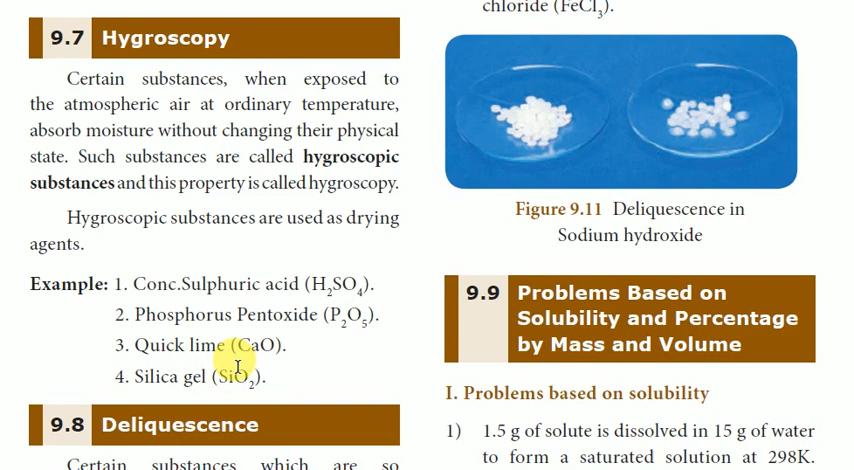 9.7 Hygroscopy
Certain substances, when exposed to
the atmospheric air at ordinary temperature,
absorb moisture without changing their physical
state. Such substances are called hygroscopic
substances and this property is called hygroscopy.
Hygroscopic substances are used as drying
agents.
Example: 1. Conc.Sulphuric acid (H₂SO₄).
2. Phosphorus Pentoxide (P₂O₅).
3. Quick lime (CaO).
4. Silica gel (SiO₂).
9.8 Deliquescence
Certain substances which are so
chloride (FeCl₃).
Figure 9.11 Deliquescence in
Sodium hydroxide
9.9 Problems Based on
Solubility and Percentage
by Mass and Volume
I. Problems based on solubility
1) 1.5 g of solute is dissolved in 15 g of water
to form a saturated solution at 298K.